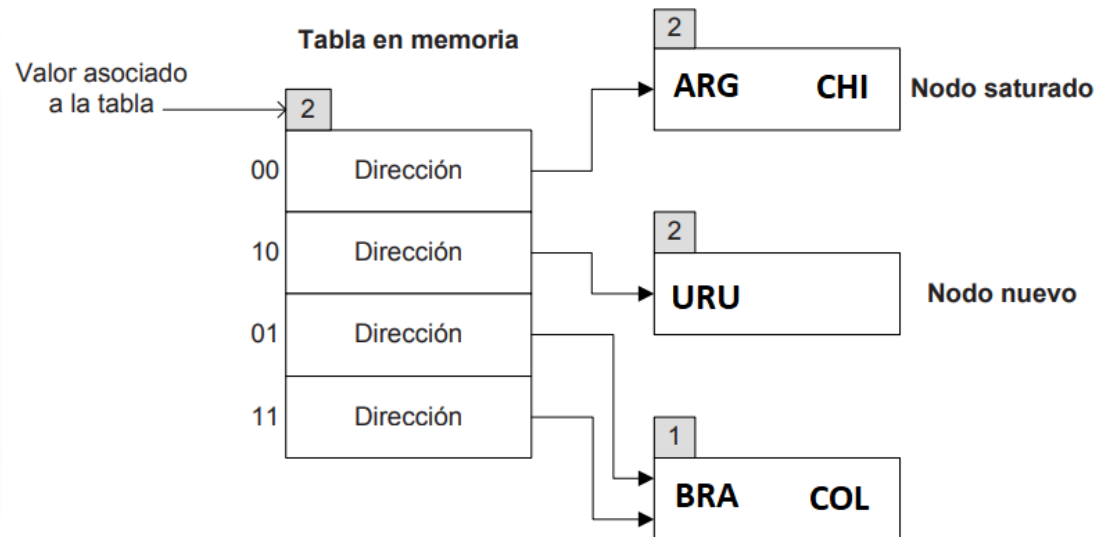 Tabla en memoria
Valor asociado
a la tabla
2
00 Dirección
10 Dirección
01 Dirección
11 Dirección
2
ARG CHI
Nodo saturado
2
URU
Nodo nuevo
1
BRA COL